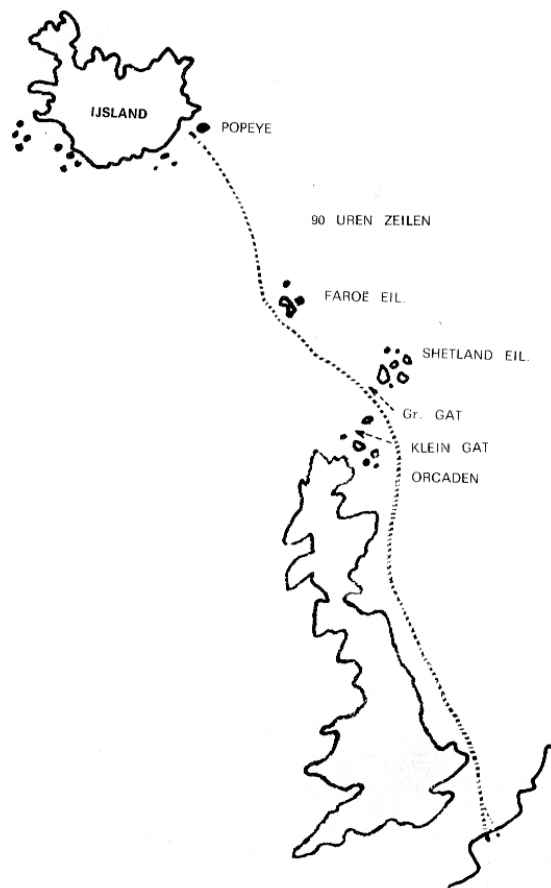 IJSLAND
POPEYE
90 UREN ZEILEN
FAROË EIL.
SHETLAND EIL.
Gr. GAT
KLEIN GAT
ORCADEN